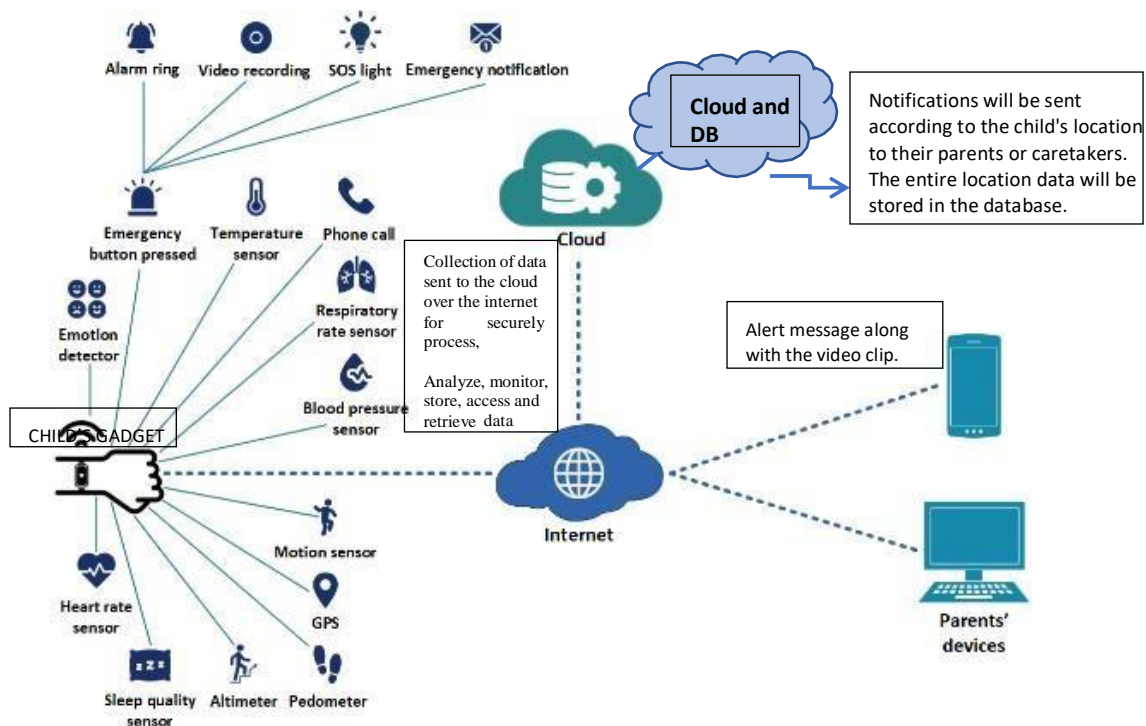 Alarm ring
Video recording
SOS light
Emergency notification
1
Cloud and
DB
Notifications will be sent
according to the child's location
to their parents or caretakers.
The entire location data will be
stored in the database.
Emergency
button pressed
Temperature
sensor
Phone call
Cloud
Collection of data
sent to the cloud
over the internet
for securely
process,
Analyze, monitor,
store, access and
retrieve data
Emotion
detector
Respiratory
rate sensor
Blood pressure
sensor
Alert message along
with the video clip.
CHILD'S GADGET
Internet
Motion sensor
Heart rate
sensor
GPS
Parents'
devices
zzz
Sleep quality
sensor
Altimeter
Pedometer